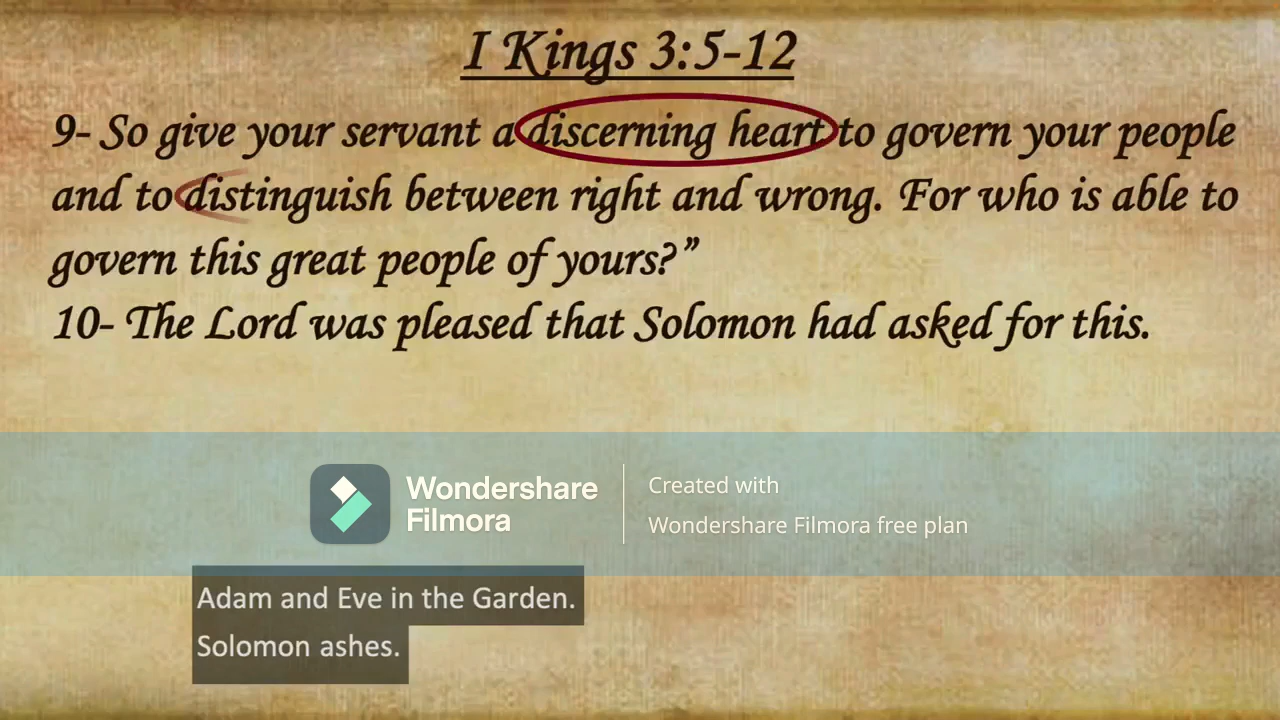 I Kings 3:5-12
9- So give your servant a discerning heart to govern your people
and to distinguish between right and wrong. For who is able to
govern this great people of yours?”
10- The Lord was pleased that Solomon had asked for this.
Wondershare
Filmora
Created with
Wondershare Filmora free plan
Adam and Eve in the Garden.
Solomon ashes.